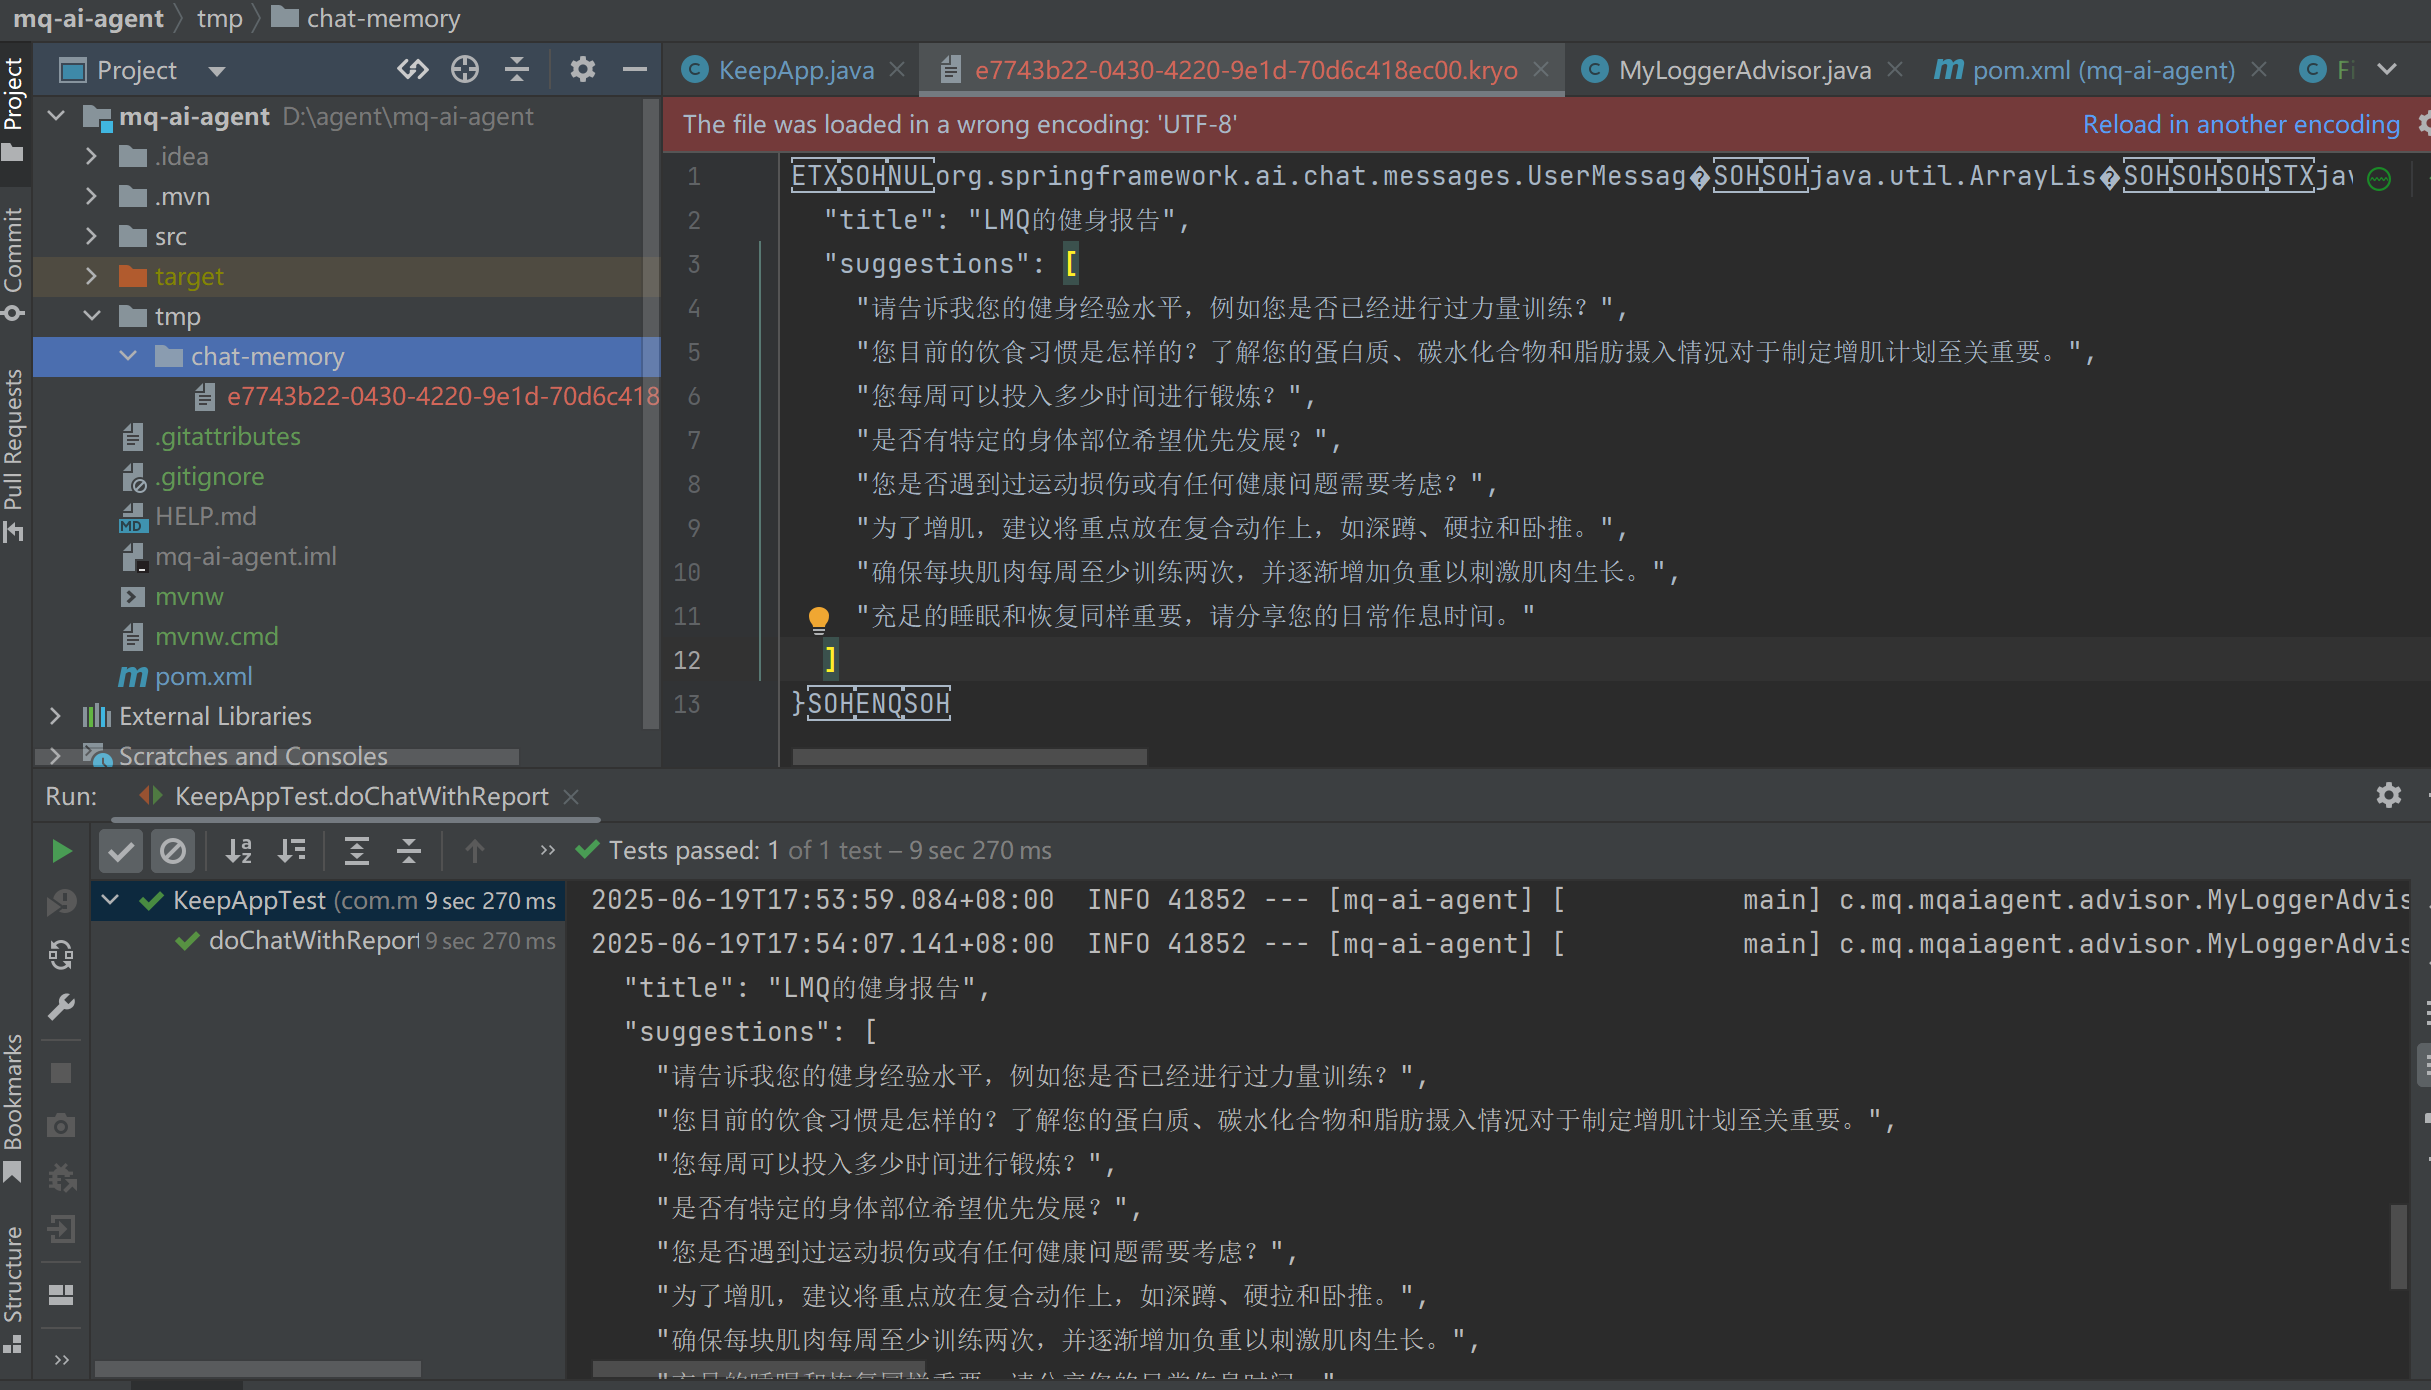 mq-ai-agent tmp chat-memory
Project
KeepApp.java
e7743b22-0430-4220-9e1d-70d6c418ec00.kryo
MyLoggerAdvisor.java
pom.xml (mq-ai-agent)
Fi
Project
Commit
Pull Requests
Bookmarks
Structure
mq-ai-agent D:\agent\mq-ai-agent
.idea
.mvn
src
target
tmp
chat-memory
e7743b22-0430-4220-9e1d-70d6c418
.gitattributes
.gitignore
HELP.md
mq-ai-agent.iml
mvnw
mvnw.cmd
pom.xml
External Libraries
Scratches and Consoles
The file was loaded in a wrong encoding: 'UTF-8'
Reload in another encoding
1 ETXSOHNULorg.springframework.ai.chat.messages.UserMessag�SOHSOHjava.util.ArrayLis�SOHSOHSOHSTXjav
2 "title": "LMQ的健身报告",
3 "suggestions": [
4 "请告诉我您的健身经验水平，例如您是否已经进行过力量训练？",
5 "您目前的饮食习惯是怎样的？了解您的蛋白质、碳水化合物和脂肪摄入情况对于制定增肌计划至关重要。",
6 "您每周可以投入多少时间进行锻炼？",
7 "是否有特定的身体部位希望优先发展？",
8 "您是否遇到过运动损伤或有任何健康问题需要考虑？",
9 "为了增肌，建议将重点放在复合动作上，如深蹲、硬拉和卧推。",
10 "确保每块肌肉每周至少训练两次，并逐渐增加负重以刺激肌肉生长。",
11 "充足的睡眠和恢复同样重要，请分享您的日常作息时间。"
12 ]
13 }SOHENQSOH
Run: KeepAppTest.doChatWithReport
Tests passed: 1 of 1 test – 9 sec 270 ms
KeepAppTest (com.m 9 sec 270 ms
doChatWithReport 9 sec 270 ms
2025-06-19T17:53:59.084+08:00 INFO 41852 --- [mq-ai-agent] [ main] c.mq.mqaiagent.advisor.MyLoggerAdvis
2025-06-19T17:54:07.141+08:00 INFO 41852 --- [mq-ai-agent] [ main] c.mq.mqaiagent.advisor.MyLoggerAdvis
"title": "LMQ的健身报告",
"suggestions": [
"请告诉我您的健身经验水平，例如您是否已经进行过力量训练？",
"您目前的饮食习惯是怎样的？了解您的蛋白质、碳水化合物和脂肪摄入情况对于制定增肌计划至关重要。",
"您每周可以投入多少时间进行锻炼？",
"是否有特定的身体部位希望优先发展？",
"您是否遇到过运动损伤或有任何健康问题需要考虑？",
"为了增肌，建议将重点放在复合动作上，如深蹲、硬拉和卧推。",
"确保每块肌肉每周至少训练两次，并逐渐增加负重以刺激肌肉生长。",
"充足的睡眠和恢复同样重要，请分享您的日常作息时间。"